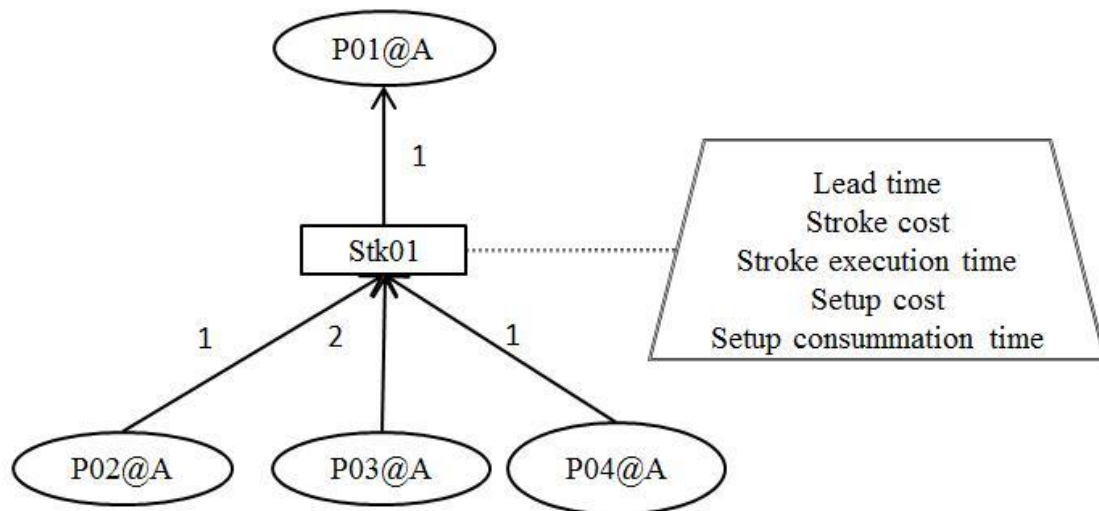 P01@A
1
Lead time
Stroke cost
Stk01
Stroke execution time
Setup cost
Setup consummation time
1
2
1
P02@A
P03@A
P04@A